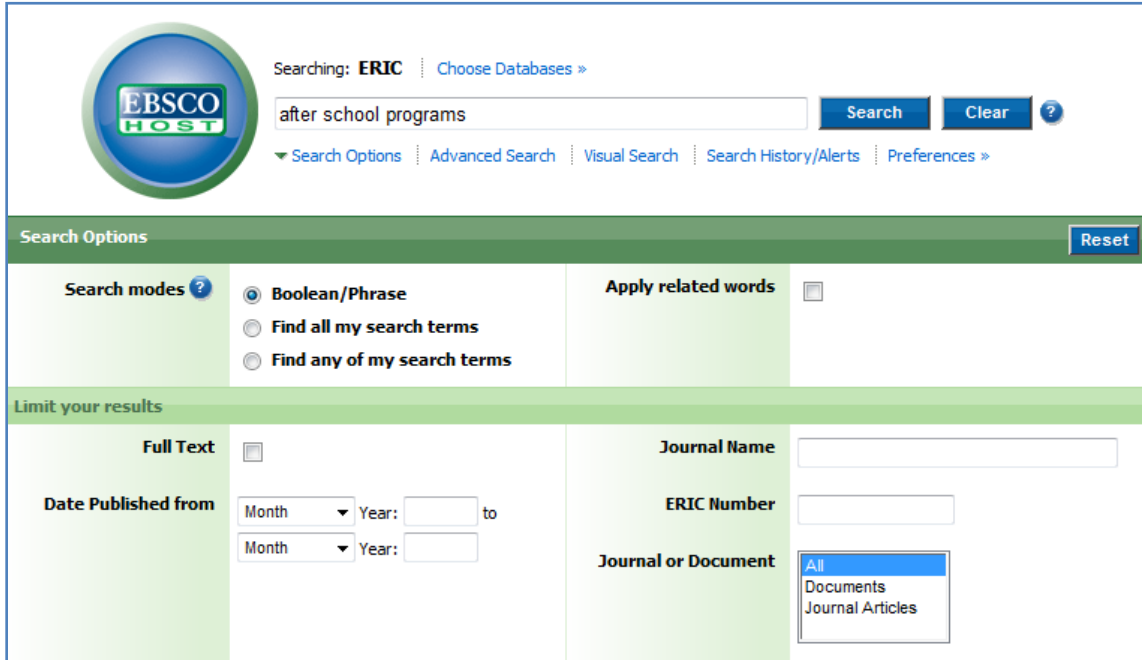 EBSCO
HOST
Searching: ERIC Choose Databases »
after school programs Search Clear ?
Search Options Advanced Search Visual Search Search History/Alerts Preferences »
Search Options Reset
Search modes ? Boolean/Phrase
Find all my search terms
Find any of my search terms
Apply related words
Limit your results
Full Text
Date Published from Month Year: to
Month Year:
Journal Name
ERIC Number
Journal or Document All
Documents
Journal Articles